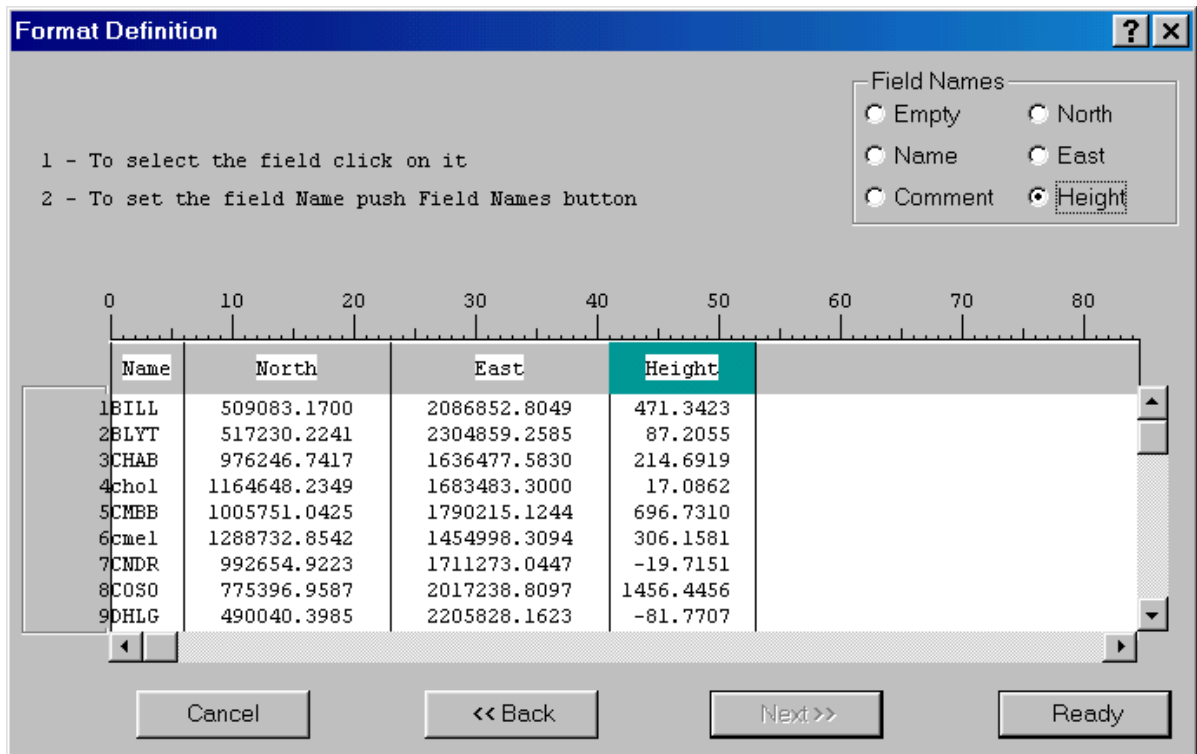 Format Definition
Field Names
Empty North
1 - To select the field click on it
Name East
2 - To set the field Name push Field Names button
Comment Height
0 10 20 30 40 50 60 70 80
Name North East Height
1BILL 509083.1700 2086852.8049 471.3423
2BLYT 517230.2241 2304859.2585 87.2055
3CHAB 976246.7417 1636477.5830 214.6919
4chol 1164648.2349 1683483.3000 17.0862
5CMBB 1005751.0425 1790215.1244 696.7310
6cmel 1288732.8542 1454998.3094 306.1581
7CNDR 992654.9223 1711273.0447 -19.7151
8COSO 775396.9587 2017238.8097 1456.4456
9DHLG 490040.3985 2205828.1623 -81.7707
Cancel << Back Next >> Ready